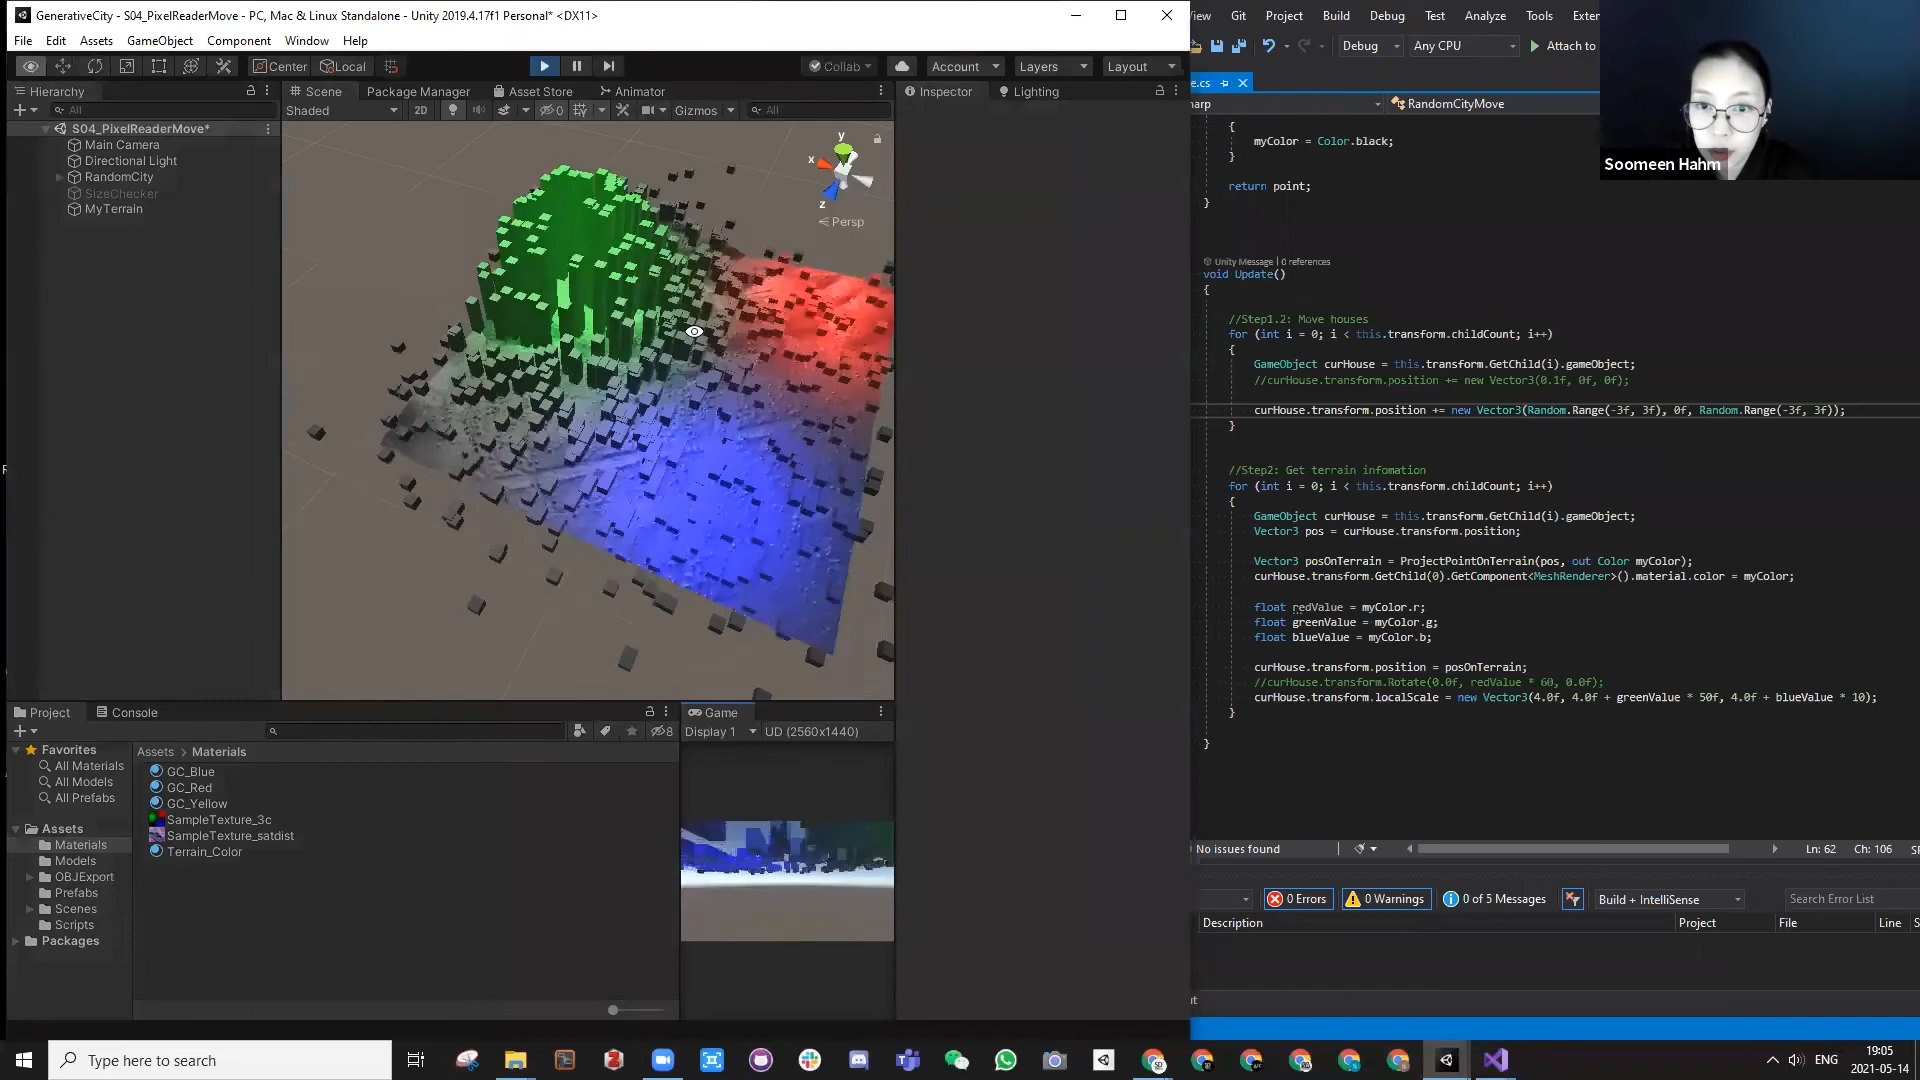 GenerativeCity - S04_PixelReaderMove - PC, Mac & Linux Standalone - Unity 2019.4.17f1 Personal* <DX11>
File Edit Assets GameObject Component Window Help
Center Local Collab Account Layers Layout
Hierarchy
All
S04_PixelReaderMove*
Main Camera
Directional Light
RandomCity
SizeChecker
MyTerrain
Scene Package Manager Asset Store Animator
Shaded 2D 0 Gizmos All
y
x
z
Persp
Inspector Lighting
Project Console
8
Favorites
All Materials
All Models
All Prefabs
Assets
Materials
Models
OBJExport
Prefabs
Scenes
Scripts
Packages
Assets > Materials
GC_Blue
GC_Red
GC_Yellow
SampleTexture_3c
SampleTexture_satdist
Terrain_Color
Game
Display 1 UD (2560x1440)
View Git Project Build Debug Test Analyze Tools Exten
Debug Any CPU Attach to
e.cs
harp RandomCityMove
Soomeen Hahm
{
myColor = Color.black;
}
return point;
}
Unity Message | 0 references
void Update()
{
//Step1.2: Move houses
for (int i = 0; i < this.transform.childCount; i++)
{
GameObject curHouse = this.transform.GetChild(i).gameObject;
//curHouse.transform.position += new Vector3(0.1f, 0f, 0f);
curHouse.transform.position += new Vector3(Random.Range(-3f, 3f), 0f, Random.Range(-3f, 3f));
}
//Step2: Get terrain infomation
for (int i = 0; i < this.transform.childCount; i++)
{
GameObject curHouse = this.transform.GetChild(i).gameObject;
Vector3 pos = curHouse.transform.position;
Vector3 posOnTerrain = ProjectPointOnTerrain(pos, out Color myColor);
curHouse.transform.GetChild(0).GetComponent<MeshRenderer>().material.color = myColor;
float redValue = myColor.r;
float greenValue = myColor.g;
float blueValue = myColor.b;
curHouse.transform.position = posOnTerrain;
//curHouse.transform.Rotate(0.0f, redValue * 60, 0.0f);
curHouse.transform.localScale = new Vector3(4.0f, 4.0f + greenValue * 50f, 4.0f + blueValue * 10);
}
}
No issues found Ln: 62 Ch: 106 SP
0 Errors 0 Warnings 0 of 5 Messages Build + IntelliSense Search Error List
Description Project File Line S
ut
Type here to search
ENG
19:05
2021-05-14